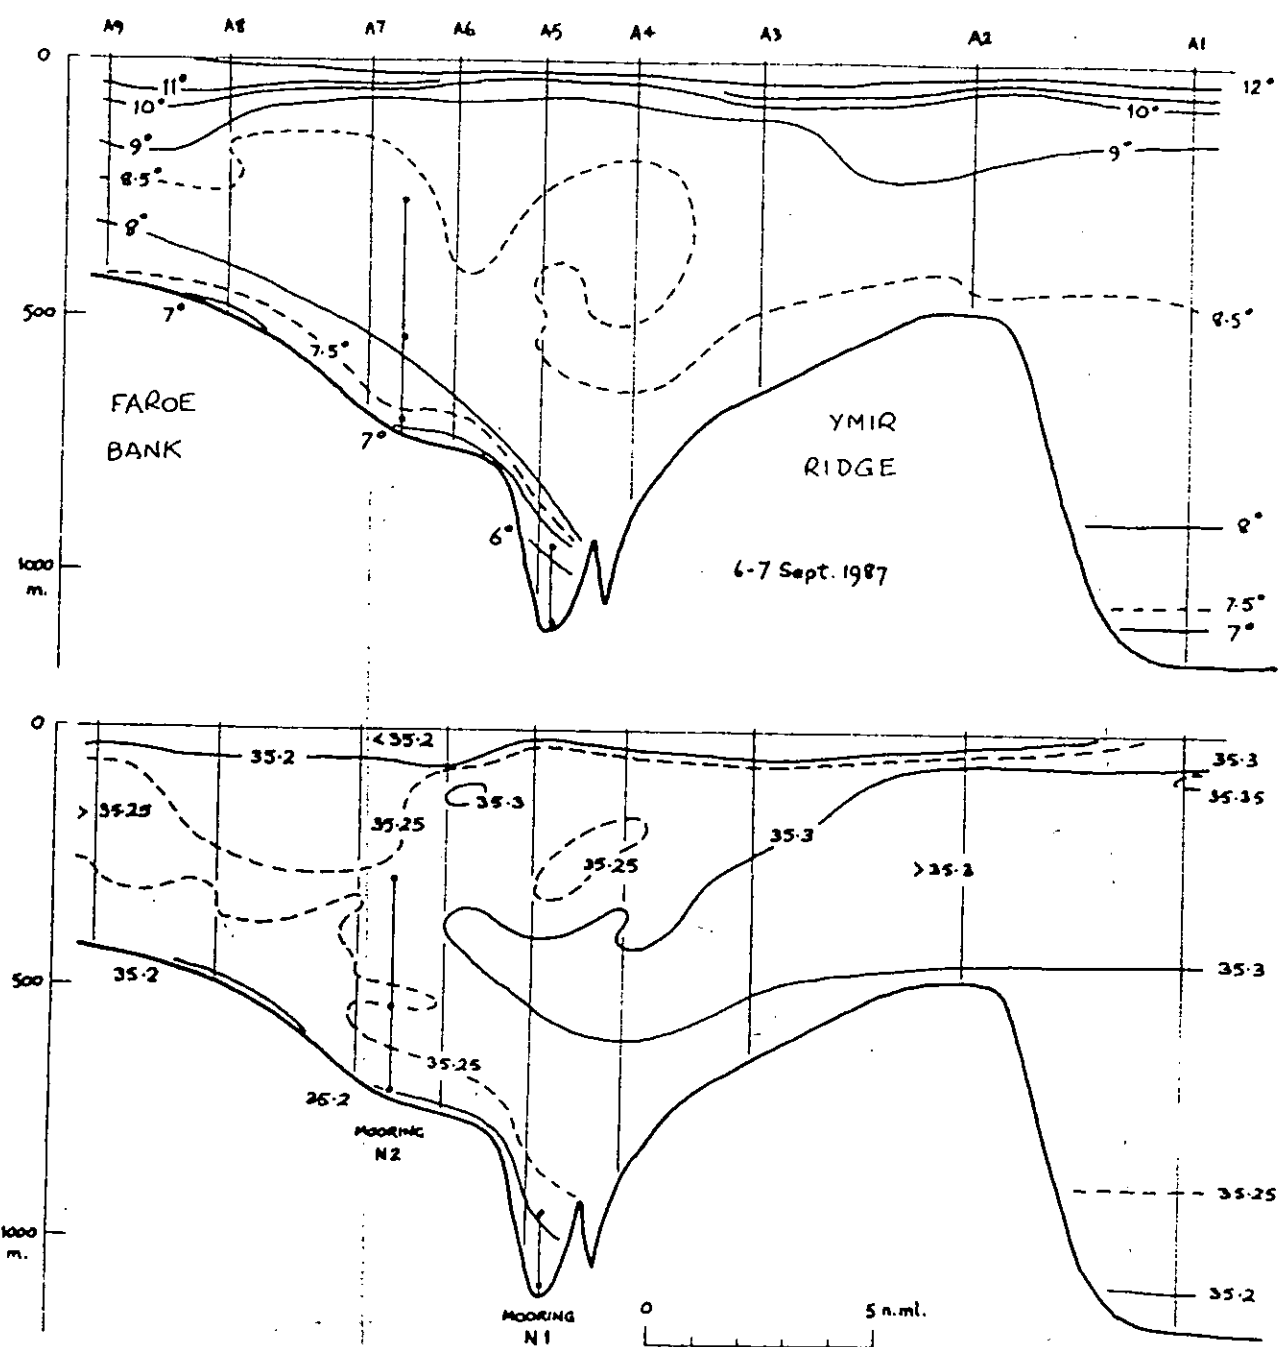 A9 A8 A7 A6 A5 A4 A3 A2 A1
0
12°
11°
10°
10°
9°
9°
8.5°
8°
500
7°
8.5°
7.5°
FAROE
BANK
YMIR
RIDGE
7°
6°
8°
1000
m.
6-7 Sept. 1987
7.5°
7°
0
<35.2
35.2
35.3
35.35
>35.25
35.3
35.25
35.3
35.25
>35.3
35.2
500
35.3
35.25
35.2
MOORING
N2
35.25
1000
m.
35.2
MOORING
N1
0 5 n.ml.